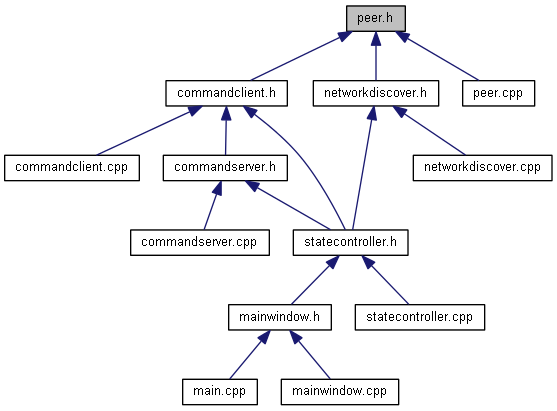 peer.h
commandclient.h
networkdiscover.h
peer.cpp
commandclient.cpp
commandserver.h
networkdiscover.cpp
commandserver.cpp
statecontroller.h
mainwindow.h
statecontroller.cpp
main.cpp
mainwindow.cpp